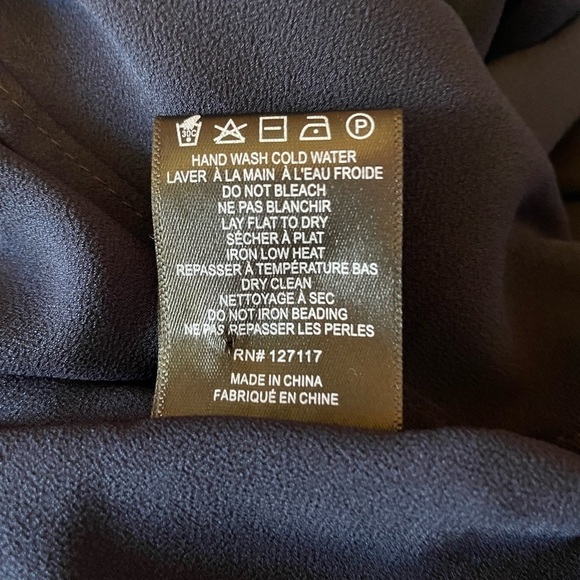 30C P
HAND WASH COLD WATER
LAVER À LA MAIN À L'EAU FROIDE
DO NOT BLEACH
NE PAS BLANCHIR
LAY FLAT TO DRY
SÉCHER À PLAT
IRON LOW HEAT
REPASSER À TEMPÉRATURE BAS
DRY CLEAN
NETTOYAGE À SEC
DO NOT IRON BEADING
NE PAS REPASSER LES PERLES
RN# 127117
MADE IN CHINA
FABRIQUÉ EN CHINE